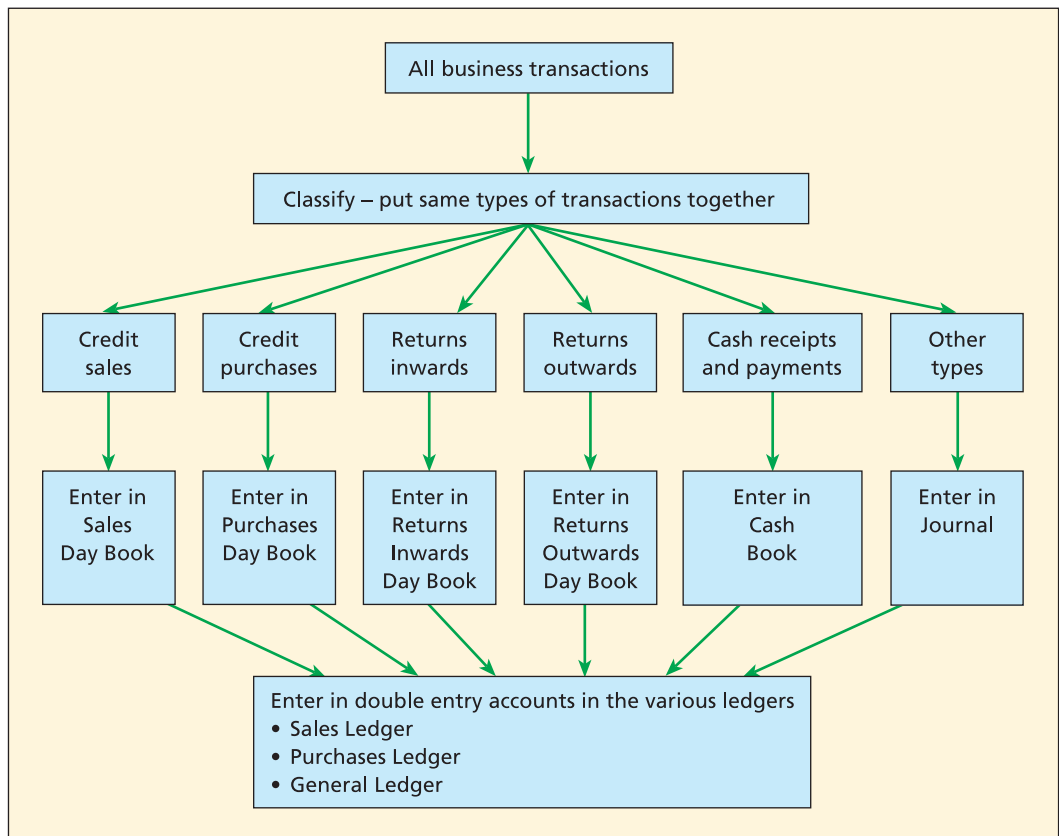 All business transactions
Classify – put same types of transactions together
Credit
sales
Credit
purchases
Returns
inwards
Returns
outwards
Cash receipts
and payments
Other
types
Enter in
Sales
Day Book
Enter in
Purchases
Day Book
Enter in
Returns
Inwards
Day Book
Enter in
Returns
Outwards
Day Book
Enter in
Cash
Book
Enter in
Journal
Enter in double entry accounts in the various ledgers
• Sales Ledger
• Purchases Ledger
• General Ledger